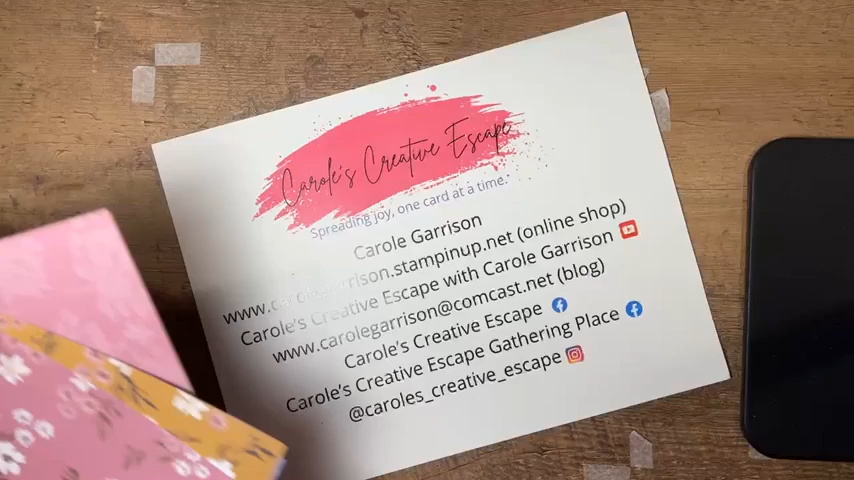 Carole's Creative Escape
Spreading joy, one card at a time."
Carole Garrison
www.carolegarrison.stampinup.net (online shop)
Carole's Creative Escape with Carole Garrison
www.carolegarrison@comcast.net (blog)
Carole's Creative Escape
Carole's Creative Escape Gathering Place
@caroles_creative_escape